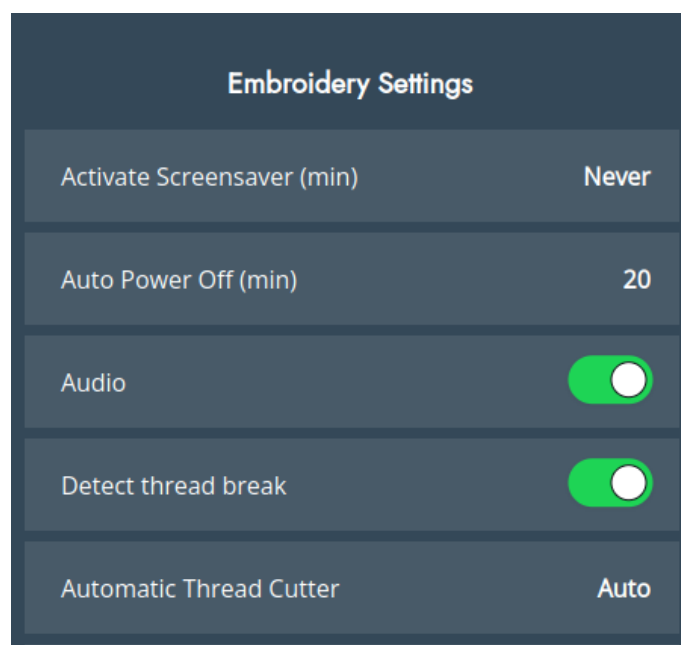 Embroidery Settings
Activate Screensaver (min) Never
Auto Power Off (min) 20
Audio
Detect thread break
Automatic Thread Cutter Auto